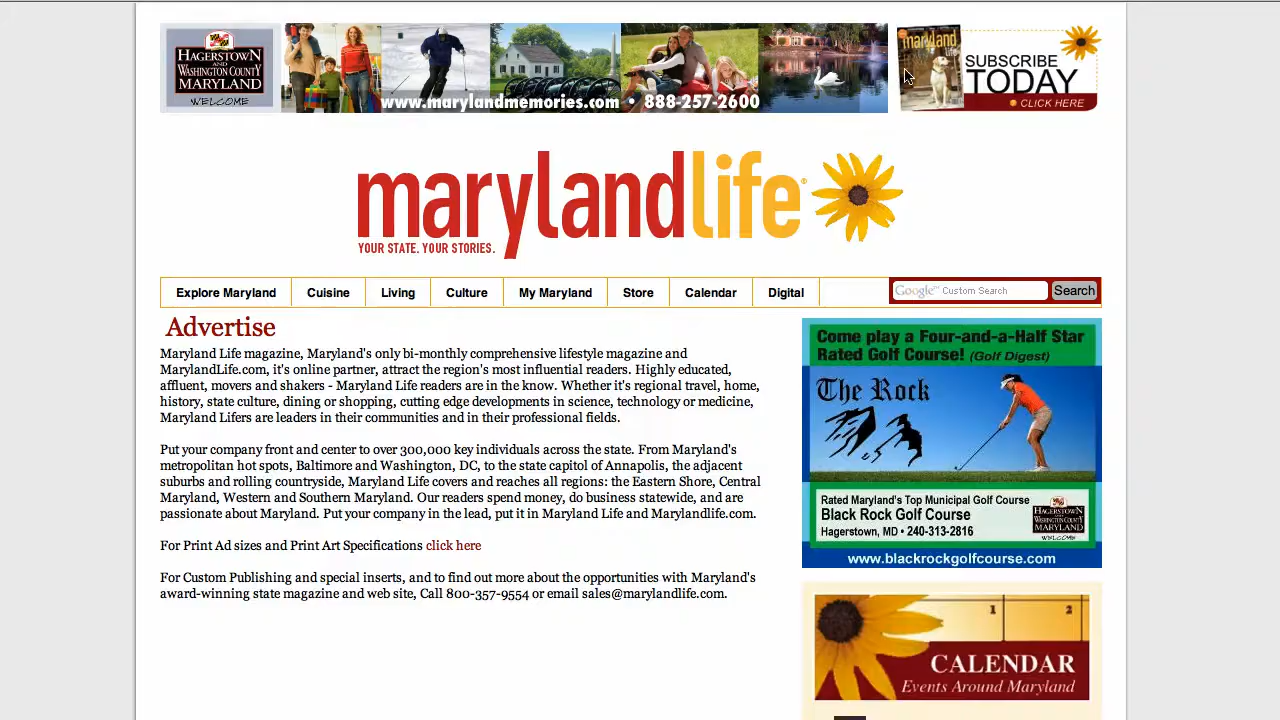 HAGERSTOWN
AND
WASHINGTON COUNTY
MARYLAND
WELCOME
www.marylandmemories.com • 888-257-2600
maryland
SUBSCRIBE
TODAY
CLICK HERE
marylandlife®
YOUR STATE. YOUR STORIES.
Explore Maryland Cuisine Living Culture My Maryland Store Calendar Digital Google™ Custom Search Search
Advertise
Maryland Life magazine, Maryland's only bi-monthly comprehensive lifestyle magazine and
MarylandLife.com, it's online partner, attract the region's most influential readers. Highly educated,
affluent, movers and shakers - Maryland Life readers are in the know. Whether it's regional travel, home,
history, state culture, dining or shopping, cutting edge developments in science, technology or medicine,
Maryland Lifers are leaders in their communities and in their professional fields.
Put your company front and center to over 300,000 key individuals across the state. From Maryland's
metropolitan hot spots, Baltimore and Washington, DC, to the state capitol of Annapolis, the adjacent
suburbs and rolling countryside, Maryland Life covers and reaches all regions: the Eastern Shore, Central
Maryland, Western and Southern Maryland. Our readers spend money, do business statewide, and are
passionate about Maryland. Put your company in the lead, put it in Maryland Life and Marylandlife.com.
For Print Ad sizes and Print Art Specifications click here
For Custom Publishing and special inserts, and to find out more about the opportunities with Maryland's
award-winning state magazine and web site, Call 800-357-9554 or email sales@marylandlife.com.
Come play a Four-and-a-Half Star
Rated Golf Course! (Golf Digest)
The Rock
Rated Maryland's Top Municipal Golf Course
Black Rock Golf Course
Hagerstown, MD • 240-313-2816
HAGERSTOWN
AND
WASHINGTON COUNTY
MARYLAND
WELCOME
www.blackrockgolfcourse.com
1 2
CALENDAR
Events Around Maryland